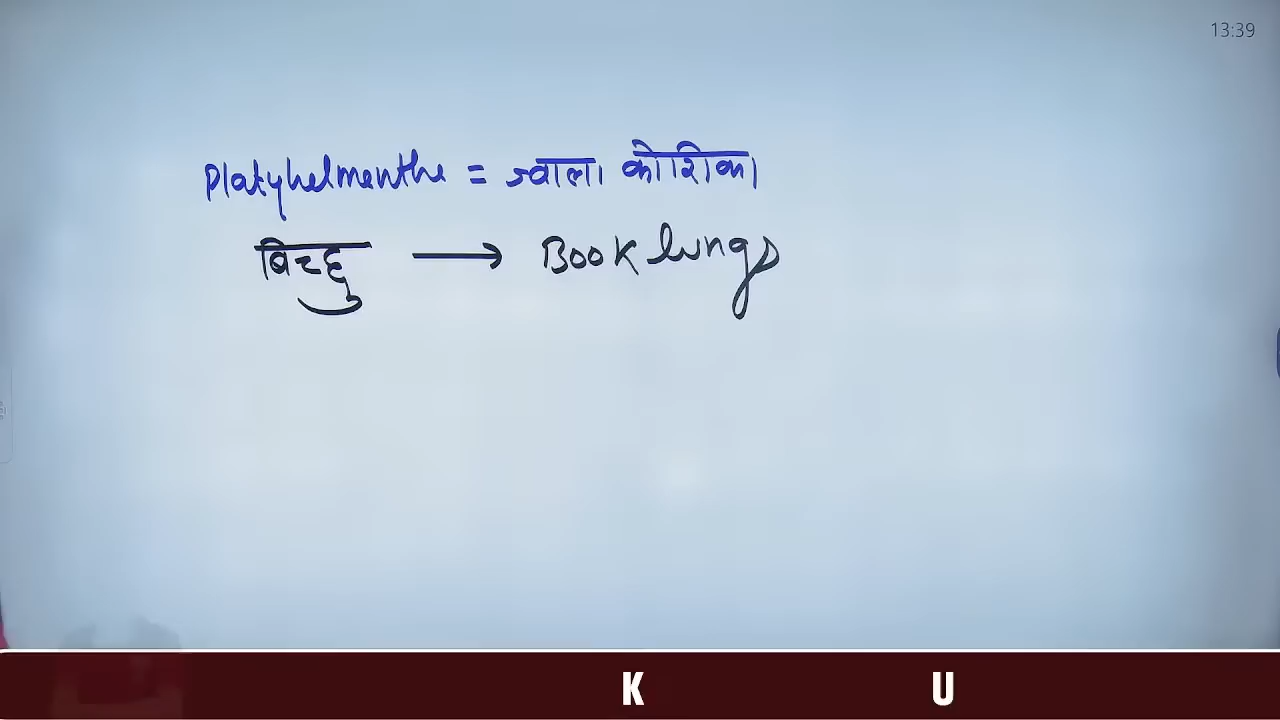 13:39
Platyhelmenthe = ज्वाला कोशिका
बिच्छु → Book lungs
K U